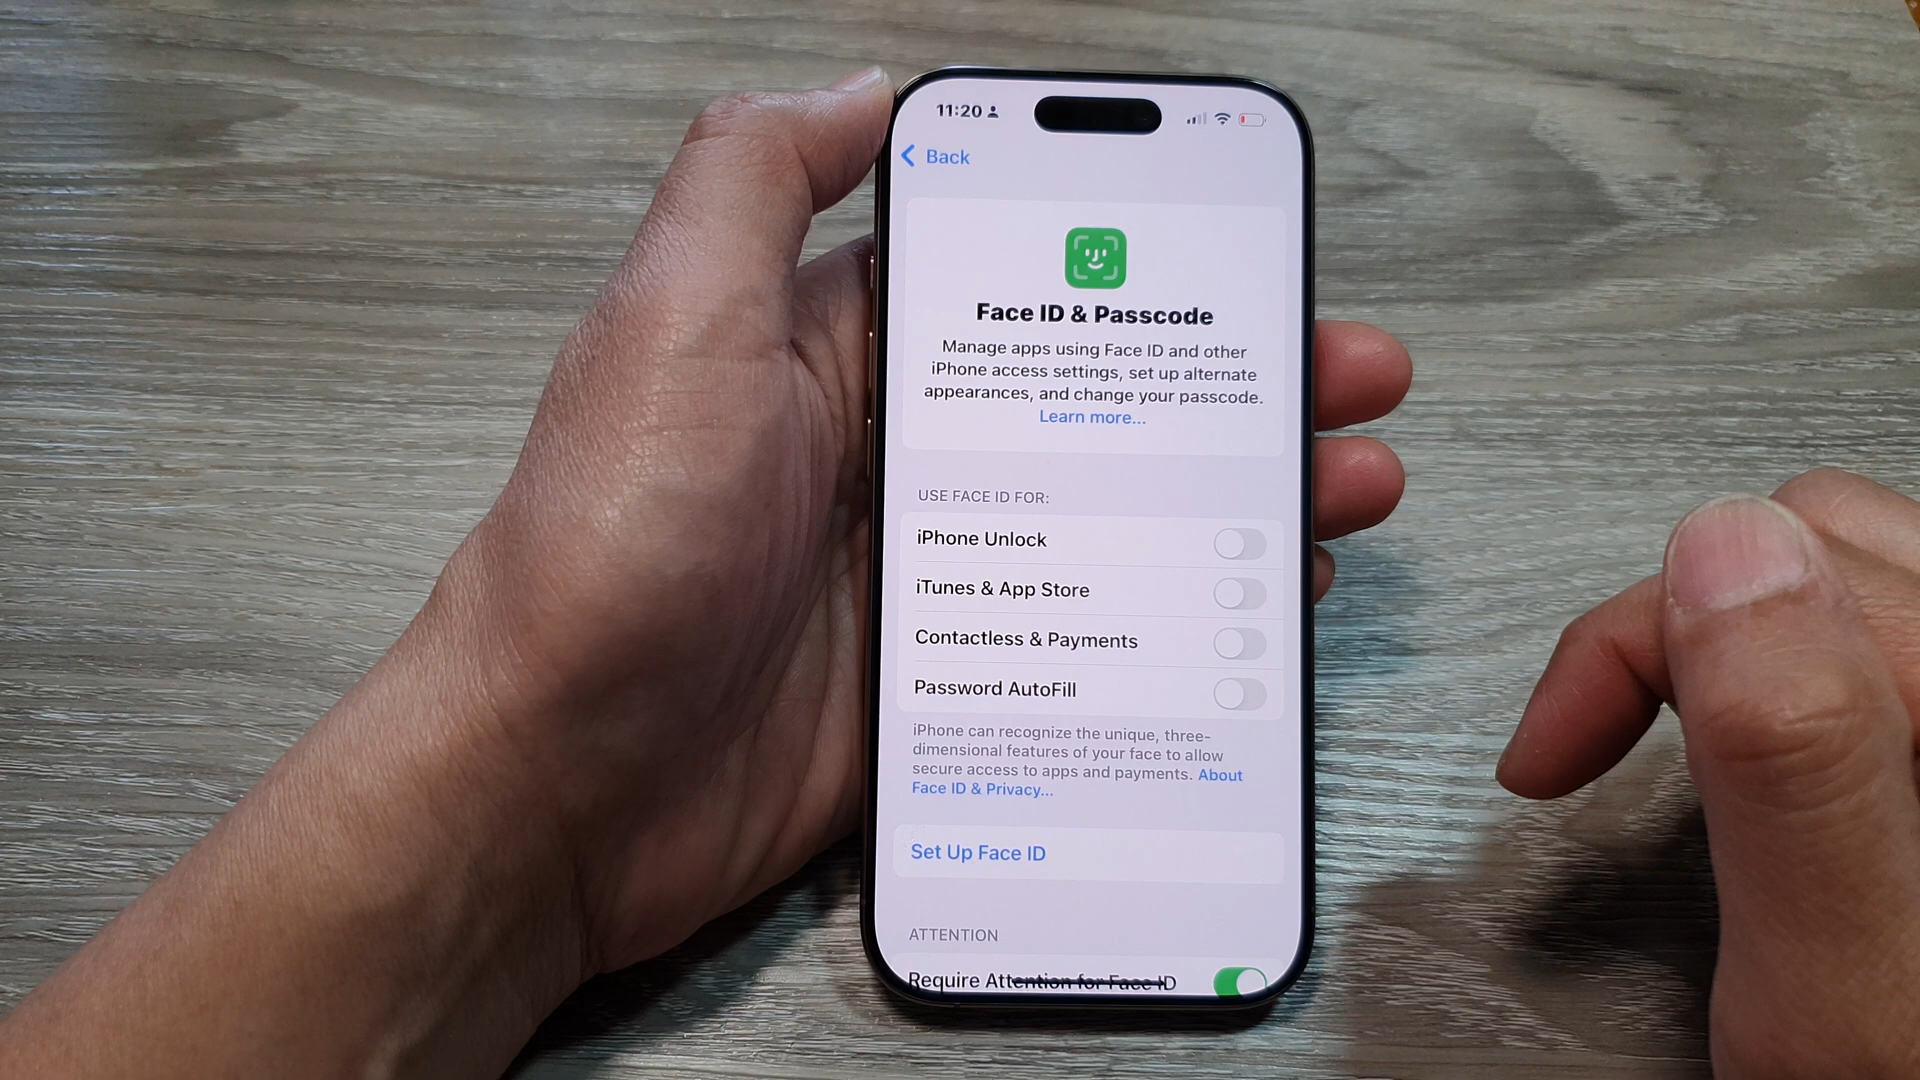 11:20
Back
Face ID & Passcode
Manage apps using Face ID and other
iPhone access settings, set up alternate
appearances, and change your passcode.
Learn more...
USE FACE ID FOR:
iPhone Unlock
iTunes & App Store
Contactless & Payments
Password AutoFill
iPhone can recognize the unique, three-
dimensional features of your face to allow
secure access to apps and payments. About
Face ID & Privacy...
Set Up Face ID
ATTENTION
Require Attention for Face ID